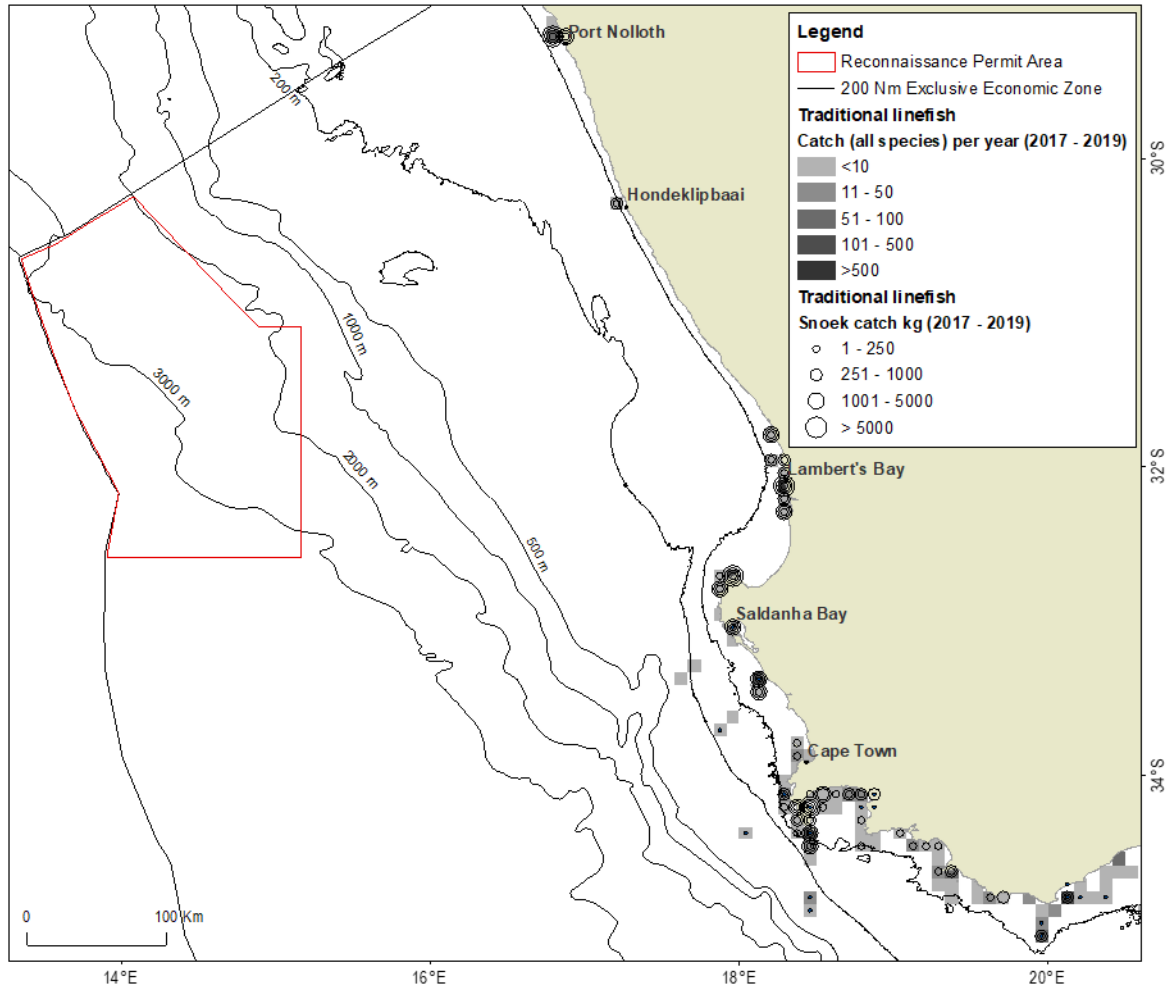 Port Nolloth
200 m
Hondeklipbaai
1000 m
3000 m
2000 m
500 m
Lambert's Bay
Saldanha Bay
Cape Town
Legend
Reconnaissance Permit Area
200 Nm Exclusive Economic Zone
Traditional linefish
Catch (all species) per year (2017 - 2019)
<10
11 - 50
51 - 100
101 - 500
>500
Traditional linefish
Snoek catch kg (2017 - 2019)
1 - 250
251 - 1000
1001 - 5000
> 5000
30°S
32°S
34°S
0 100 Km
14°E 16°E 18°E 20°E